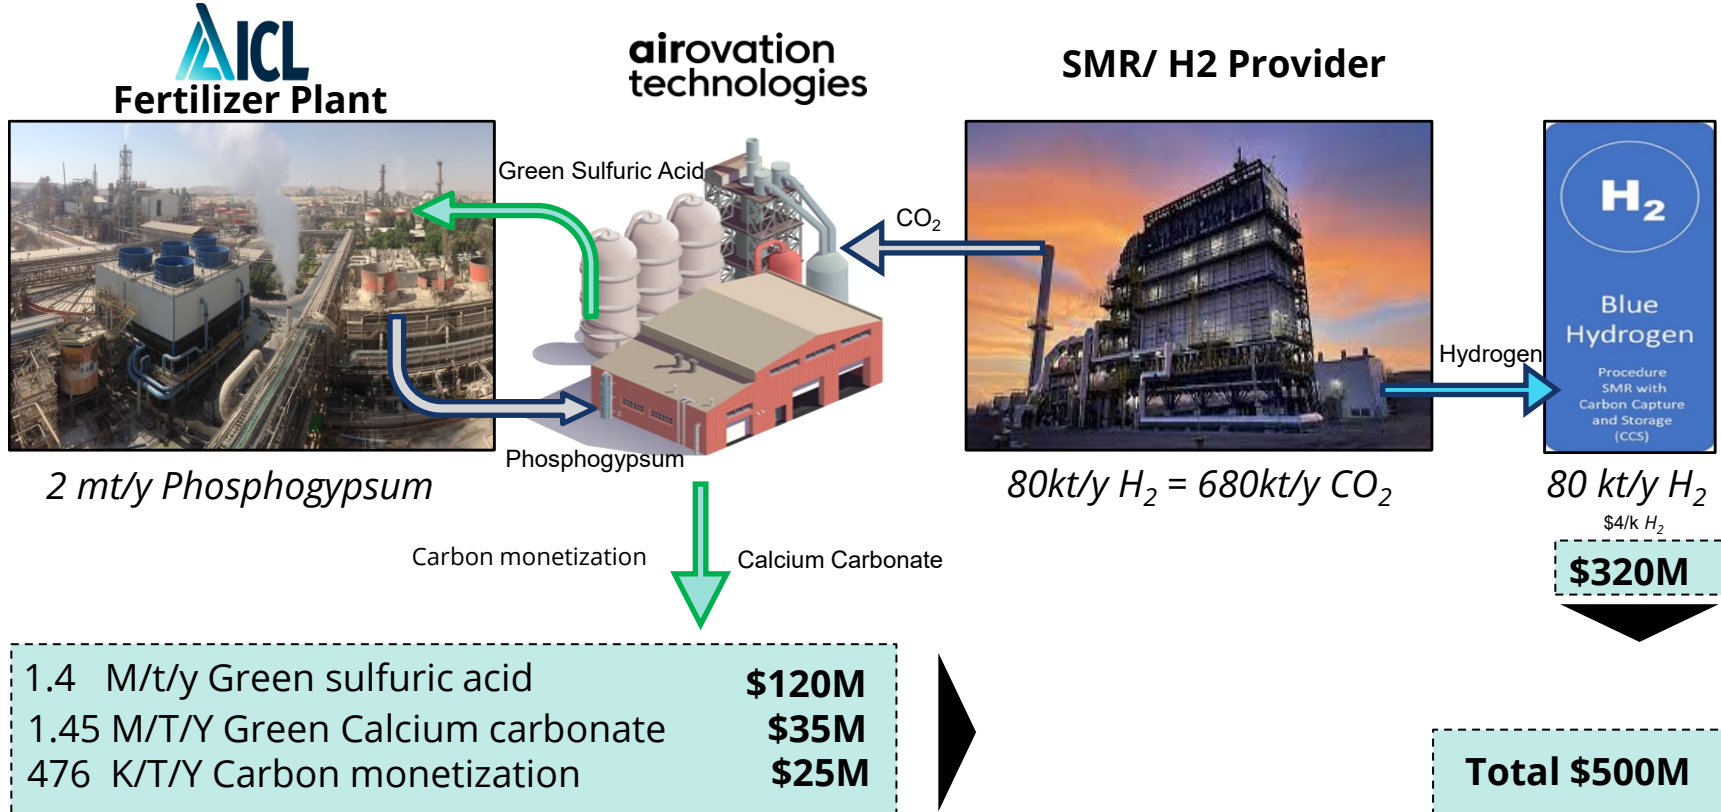 ICL
Fertilizer Plant
airovation
technologies
SMR/ H2 Provider
Green Sulfuric Acid
CO₂
H₂
Blue
Hydrogen
Procedure
SMR with
Carbon Capture
and Storage
(CCS)
Hydrogen
Phosphogypsum
2 mt/y Phosphogypsum
80kt/y H₂ = 680kt/y CO₂
80 kt/y H₂
$4/k H₂
$320M
Carbon monetization
Calcium Carbonate
1.4 M/t/y Green sulfuric acid $120M
1.45 M/T/Y Green Calcium carbonate $35M
476 K/T/Y Carbon monetization $25M
Total $500M